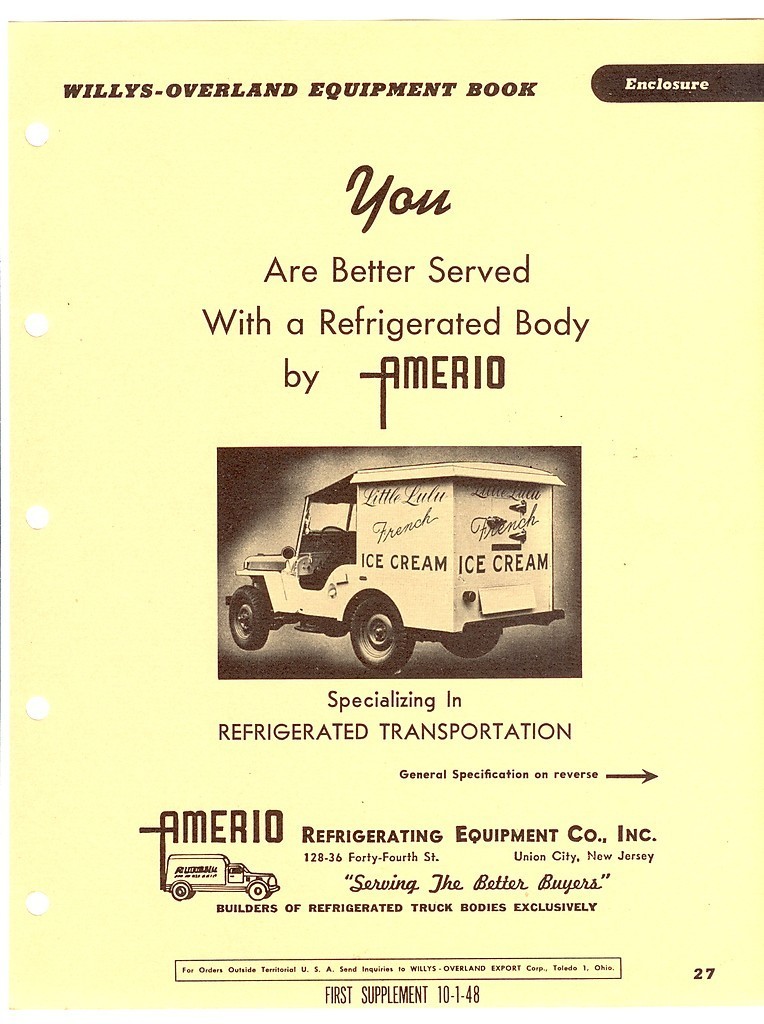 WILLYS-OVERLAND EQUIPMENT BOOK
Enclosure
You
Are Better Served
With a Refrigerated Body
by AMERIO
Little Lulu
French
ICE CREAM
Little Lulu
French
ICE CREAM
Specializing In
REFRIGERATED TRANSPORTATION
General Specification on reverse
AMERIO REFRIGERATING EQUIPMENT CO., INC.
128-36 Forty-Fourth St. Union City, New Jersey
"Serving The Better Buyers"
BUILDERS OF REFRIGERATED TRUCK BODIES EXCLUSIVELY
For Orders Outside Territorial U. S. A. Send Inquiries to WILLYS-OVERLAND EXPORT Corp., Toledo 1, Ohio.
27
FIRST SUPPLEMENT 10-1-48